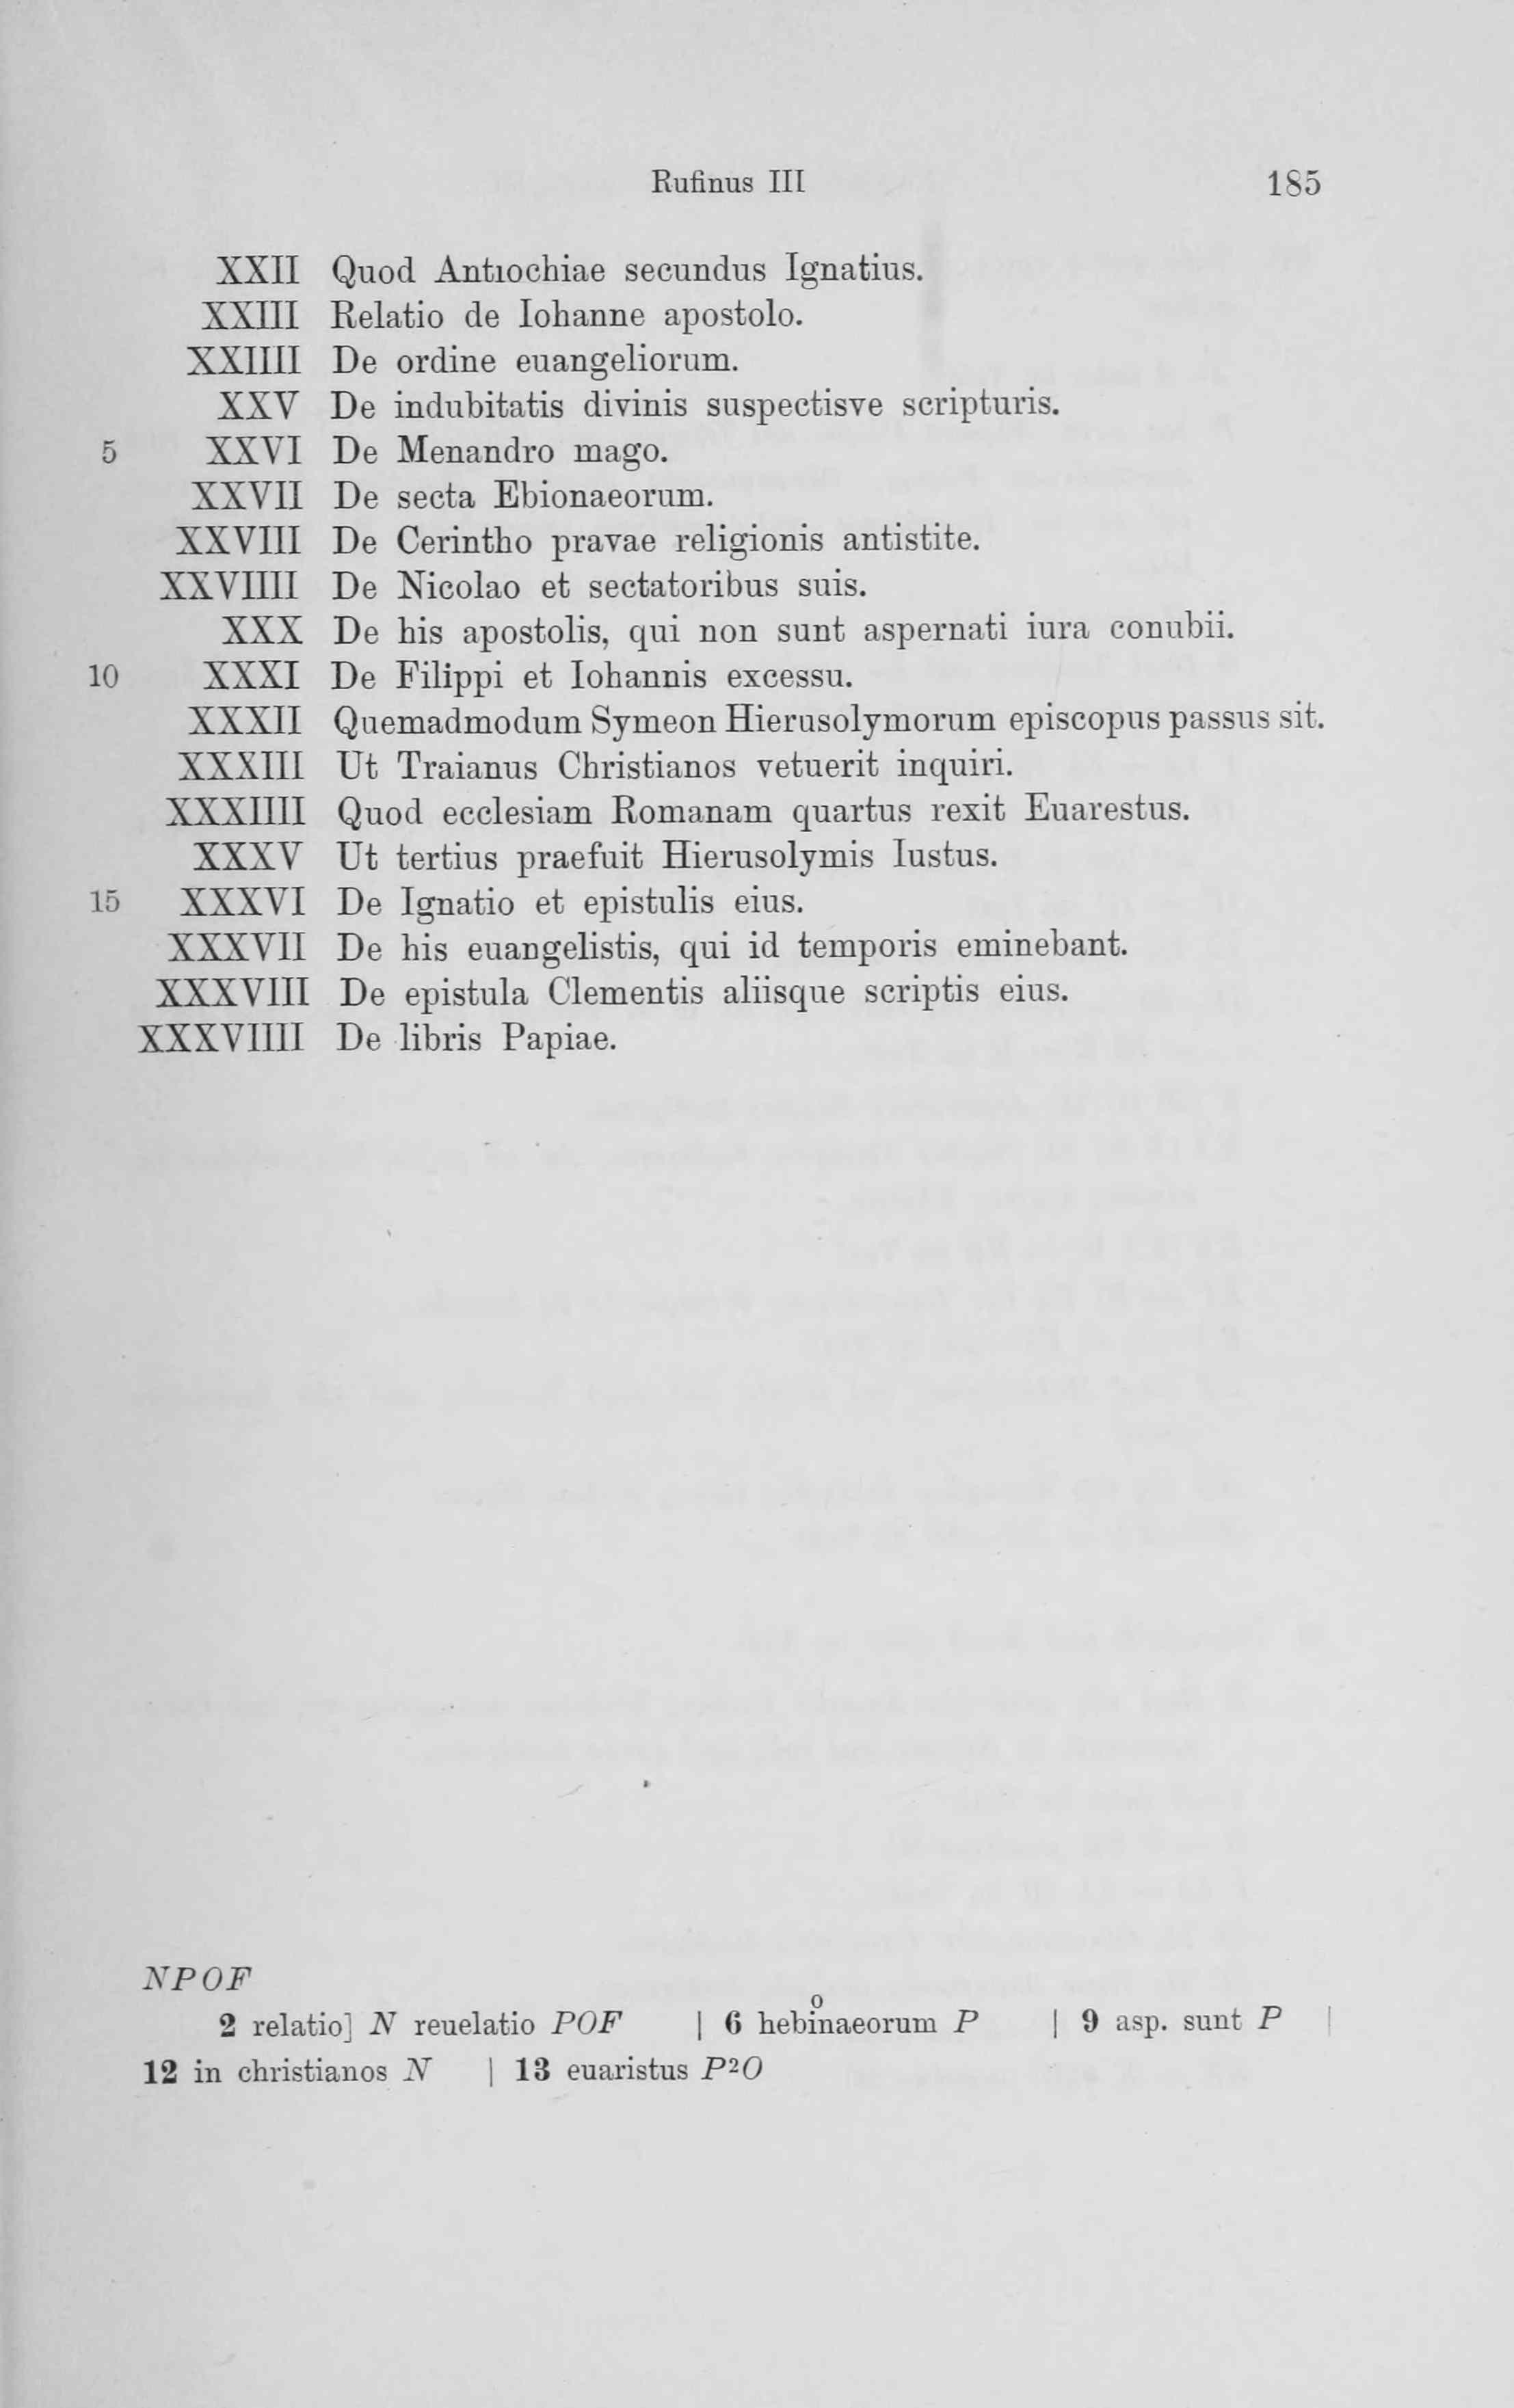 Rufinus III 185
XXII Quod Antiochiae secundus Ignatius.
XXIII Relatio de Iohanne apostolo.
XXIIII De ordine euangeliorum.
XXV De indubitatis divinis suspectisve scripturis.
5 XXVI De Menandro mago.
XXVII De secta Ebionaeorum.
XXVIII De Cerintho pravae religionis antistite.
XXVIIII De Nicolao et sectatoribus suis.
XXX De his apostolis, qui non sunt aspernati iura conubii.
10 XXXI De Filippi et Iohannis excessu.
XXXII Quemadmodum Symeon Hierusolymorum episcopus passus sit.
XXXIII Ut Traianus Christianos vetuerit inquiri.
XXXIIII Quod ecclesiam Romanam quartus rexit Euarestus.
XXXV Ut tertius praefuit Hierusolymis Iustus.
15 XXXVI De Ignatio et epistulis eius.
XXXVII De his euangelistis, qui id temporis eminebant.
XXXVIII De epistula Clementis aliisque scriptis eius.
XXXVIIII De libris Papiae.
NPOF
2 relatio] N reuelatio POF | 6 hebiͦnaeorum P | 9 asp. sunt P |
12 in christianos N | 13 euaristus P²O